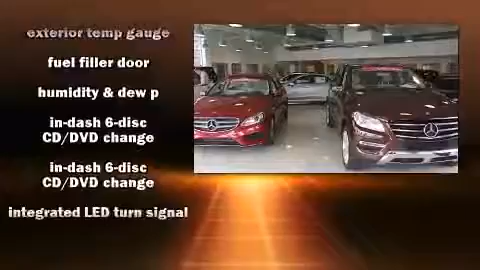 exterior temp gauge
fuel filler door
humidity & dew p
in-dash 6-disc
CD/DVD change
in-dash 6-disc
CD/DVD change
integrated LED turn signal